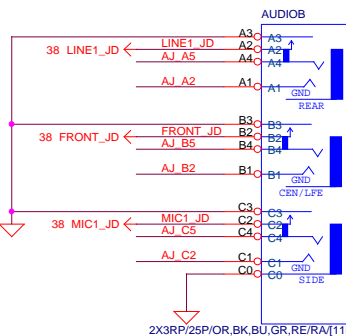 AUDIOB
A3 A3
38 LINE1_JD LINE1_JD A2 A2
AJ_A5 A4 A4
AJ_A2 A1 A1
GND
REAR
B3 B3
38 FRONT_JD FRONT_JD B2 B2
AJ_B5 B4 B4
AJ_B2 B1 B1
GND
CEN/LFE
C3 C3
38 MIC1_JD MIC1_JD C2 C2
AJ_C5 C4 C4
AJ_C2 C1 C1
GND
C0 C0
SIDE
2X3RP/25P/OR,BK,BU,GR,RE/RA/[11